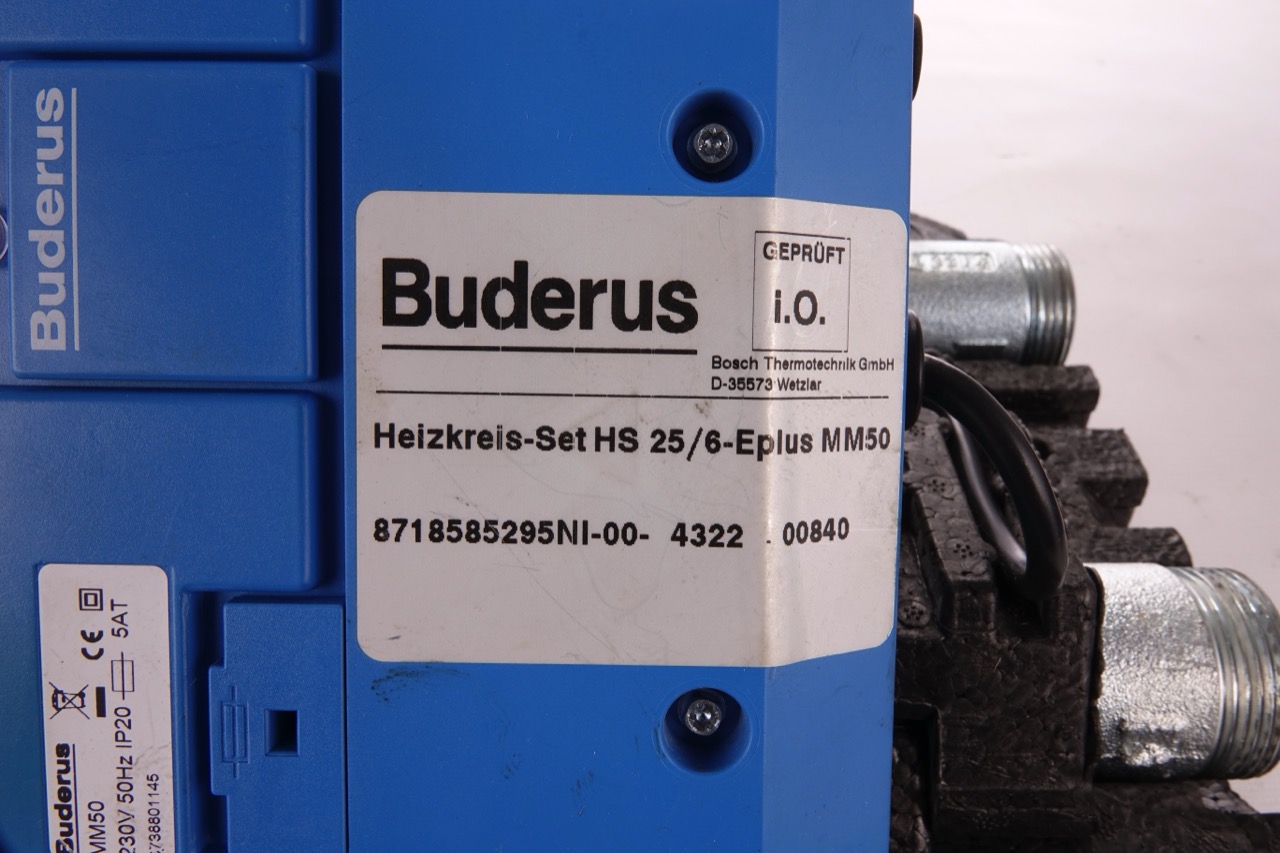 Buderus
Buderus
GEPRÜFT
i.O.
Bosch Thermotechnik GmbH
D-35573 Wetzlar
Heizkreis-Set HS 25/6-Eplus MM50
8718585295NI-00- 4322 00840
Buderus
MM50
230V/50Hz IP20 5AT
CE